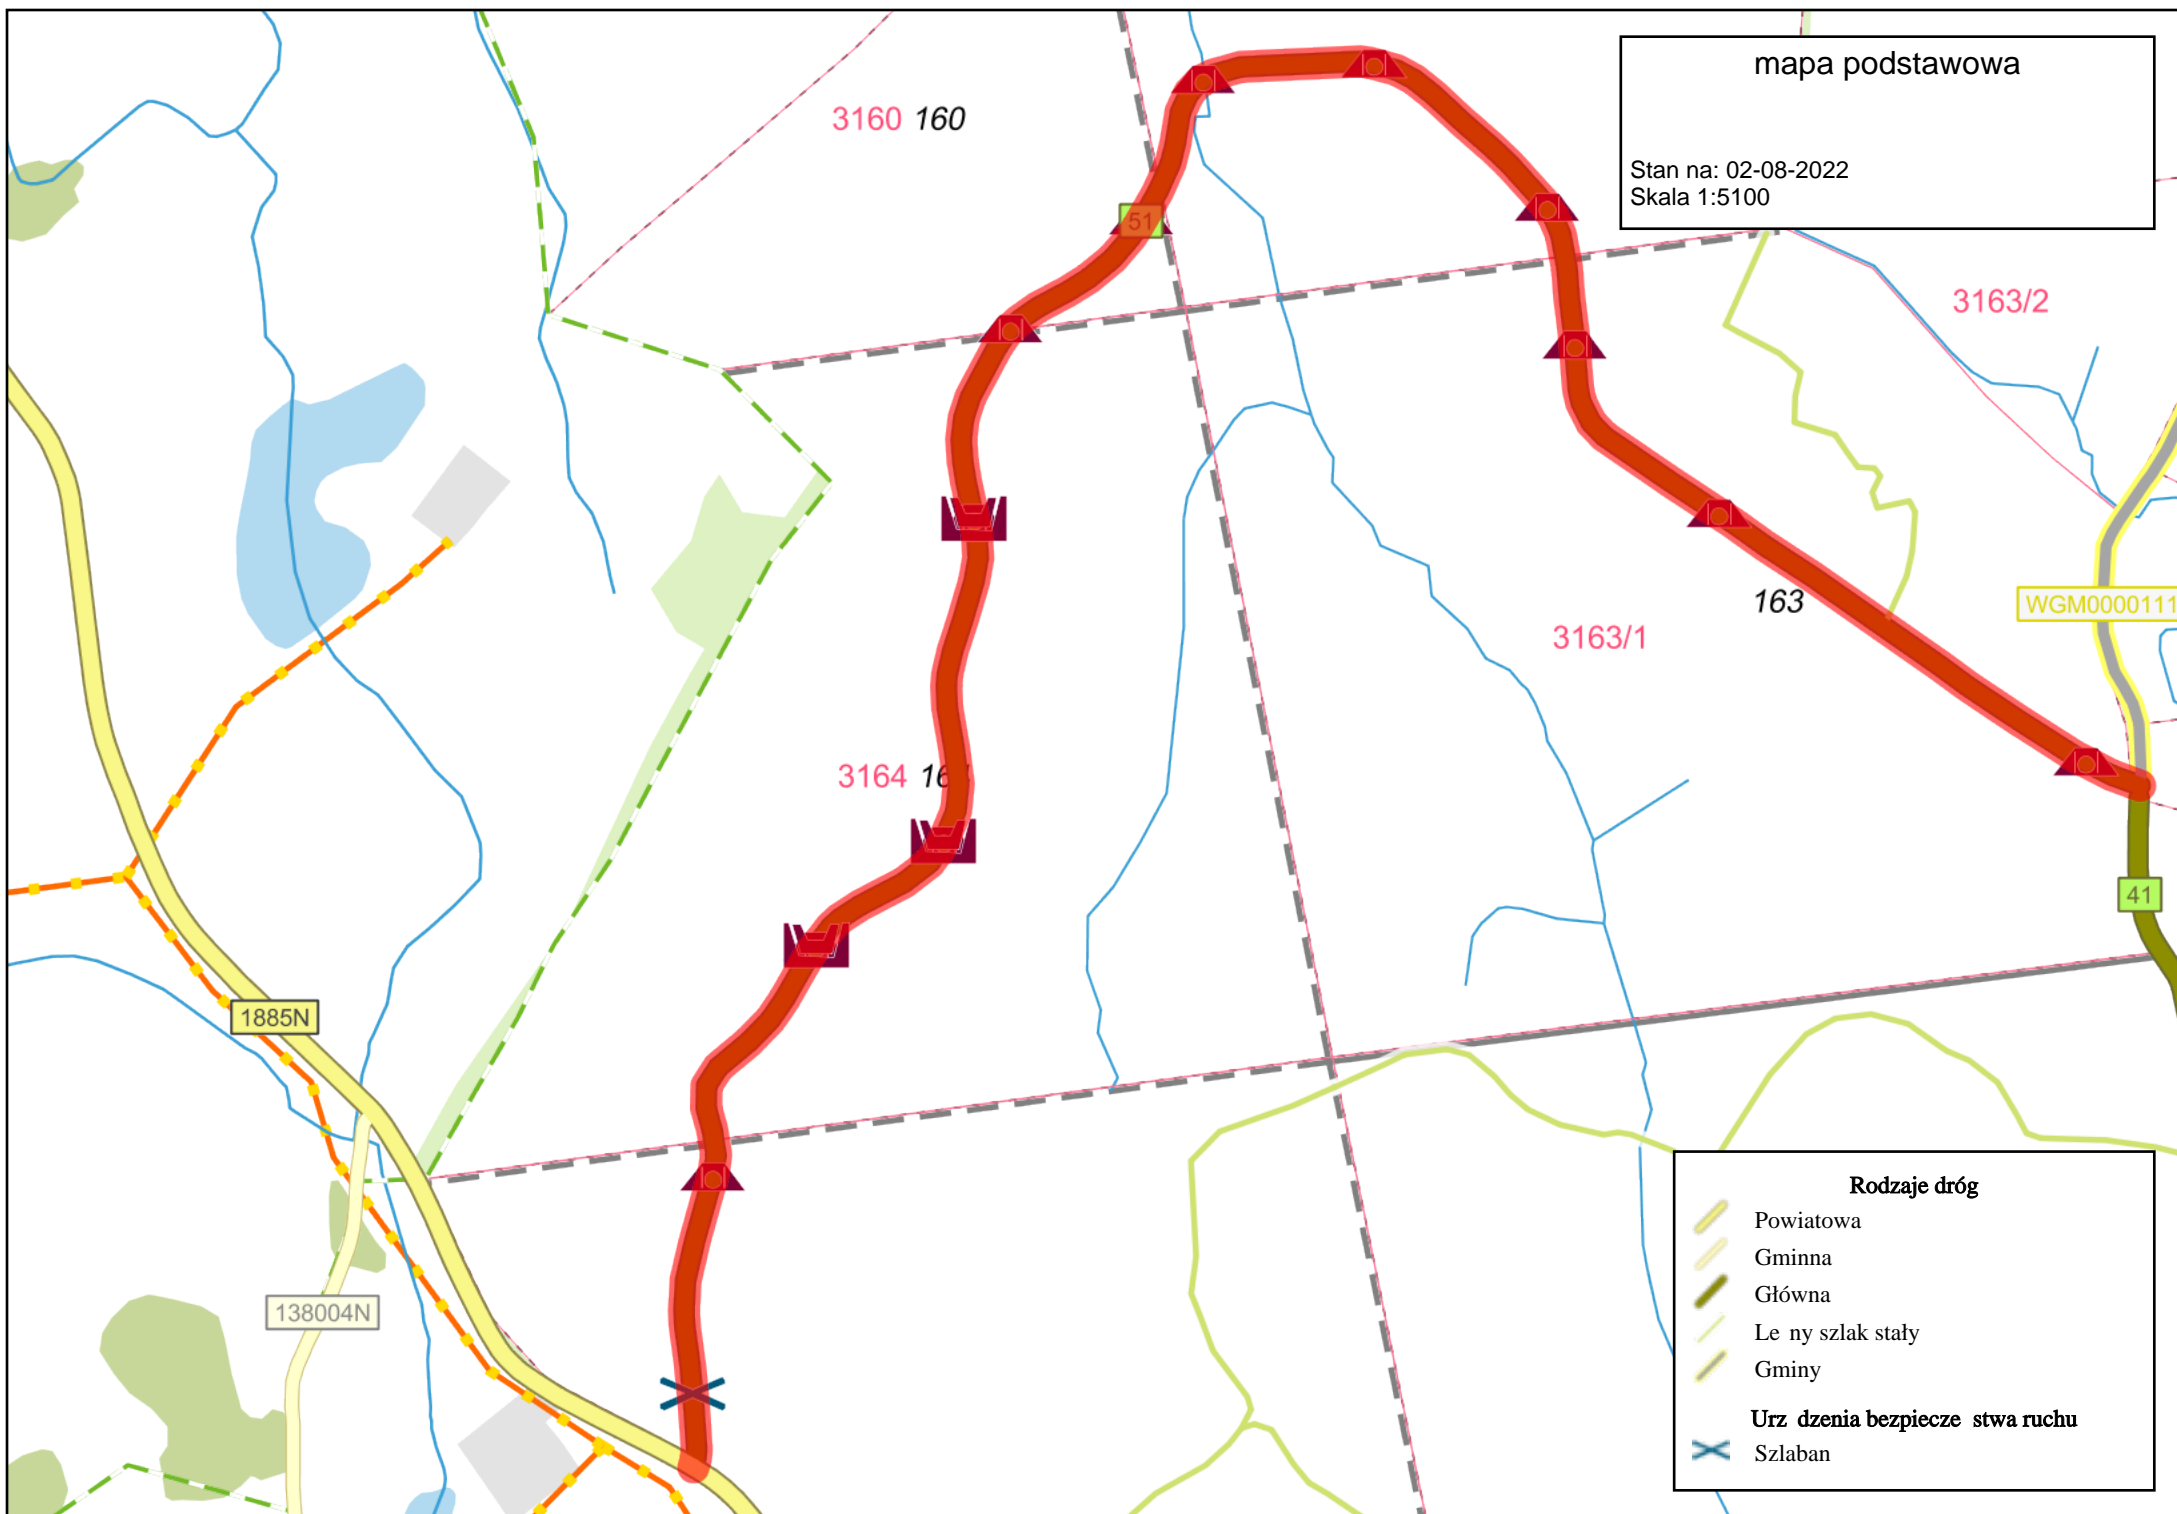 mapa podstawowa
Stan na: 02-08-2022
Skala 1:5100
3160 160
51
3163/2
163
WGM0000111
3163/1
3164
41
1885N
138004N
Rodzaje dróg
Powiatowa
Gminna
Główna
Le ny szlak stały
Gminy
Urz dzenia bezpiecze stwa ruchu
Szlaban